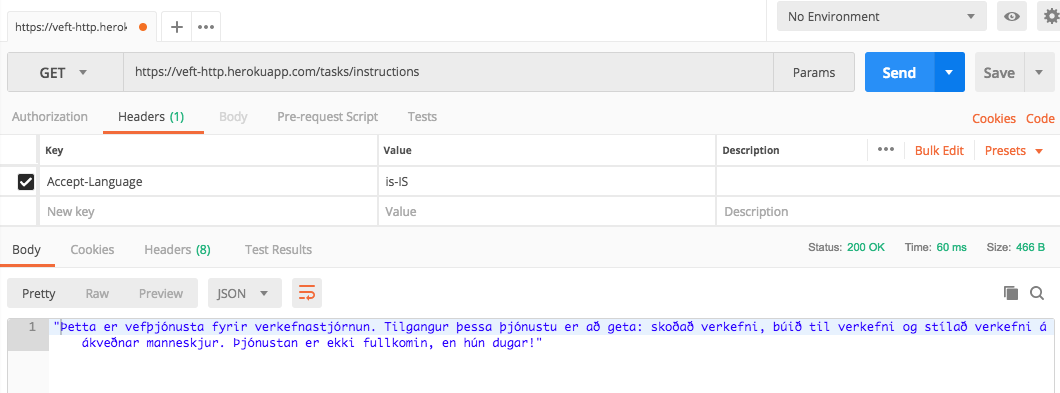 https://veft-http.herok
+
•••
No Environment
GET
https://veft-http.herokuapp.com/tasks/instructions
Params
Send
Save
Authorization
Headers (1)
Body
Pre-request Script
Tests
Cookies
Code
Key
Value
Description
•••
Bulk Edit
Presets
Accept-Language
is-IS
New key
Value
Description
Body
Cookies
Headers (8)
Test Results
Status: 200 OK
Time: 60 ms
Size: 466 B
Pretty
Raw
Preview
JSON
1
"Þetta er vefþjónusta fyrir verkefnastjórnun. Tilgangur þessa þjónustu er að geta: skoðað verkefni, búið til verkefni og stílað verkefni á
ákveðnar manneskjur. Þjónustan er ekki fullkomin, en hún dugar!"